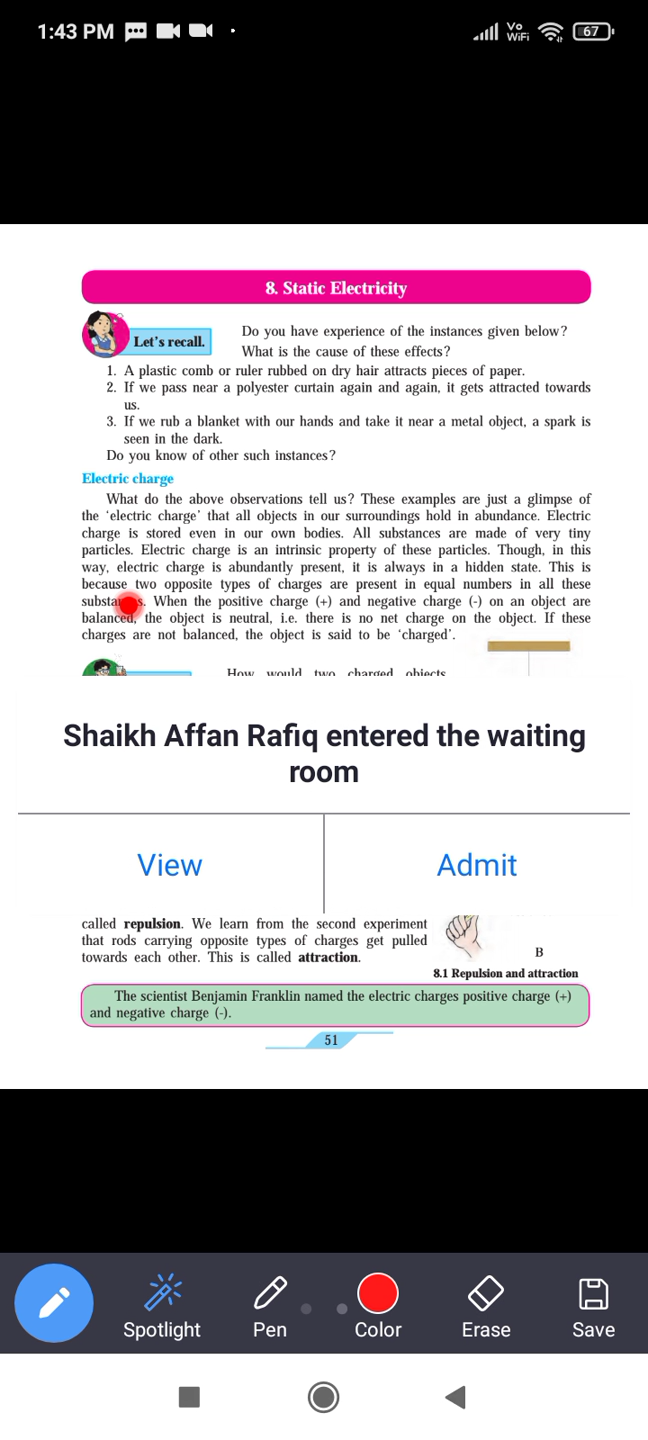 1:43 PM
Vo
WiFi
67
8. Static Electricity
Let's recall.
Do you have experience of the instances given below?
What is the cause of these effects?
1. A plastic comb or ruler rubbed on dry hair attracts pieces of paper.
2. If we pass near a polyester curtain again and again, it gets attracted towards
us.
3. If we rub a blanket with our hands and take it near a metal object, a spark is
seen in the dark.
Do you know of other such instances?
Electric charge
What do the above observations tell us? These examples are just a glimpse of
the 'electric charge' that all objects in our surroundings hold in abundance. Electric
charge is stored even in our own bodies. All substances are made of very tiny
particles. Electric charge is an intrinsic property of these particles. Though, in this
way, electric charge is abundantly present, it is always in a hidden state. This is
because two opposite types of charges are present in equal numbers in all these
substances. When the positive charge (+) and negative charge (-) on an object are
balanced, the object is neutral, i.e. there is no net charge on the object. If these
charges are not balanced, the object is said to be 'charged'.
How would two charged objects
Shaikh Affan Rafiq entered the waiting
room
View
Admit
called repulsion. We learn from the second experiment
that rods carrying opposite types of charges get pulled
towards each other. This is called attraction.
B
8.1 Repulsion and attraction
The scientist Benjamin Franklin named the electric charges positive charge (+)
and negative charge (-).
51
Spotlight
Pen
Color
Erase
Save